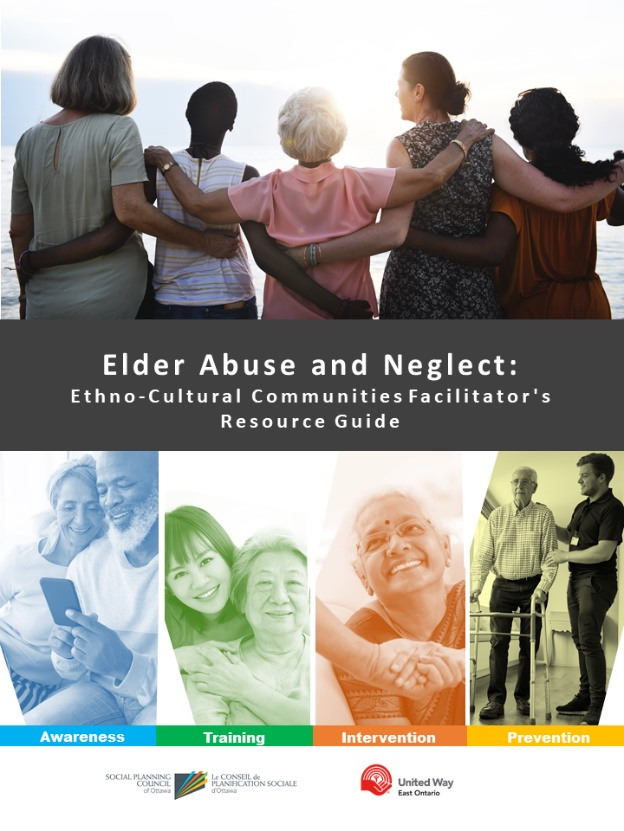 Elder Abuse and Neglect:
Ethno-Cultural Communities Facilitator's
Resource Guide
Awareness
Training
Intervention
Prevention
SOCIAL PLANNING
COUNCIL
of Ottawa
Le CONSEIL de
PLANIFICATION SOCIALE
d'Ottawa
United Way
East Ontario